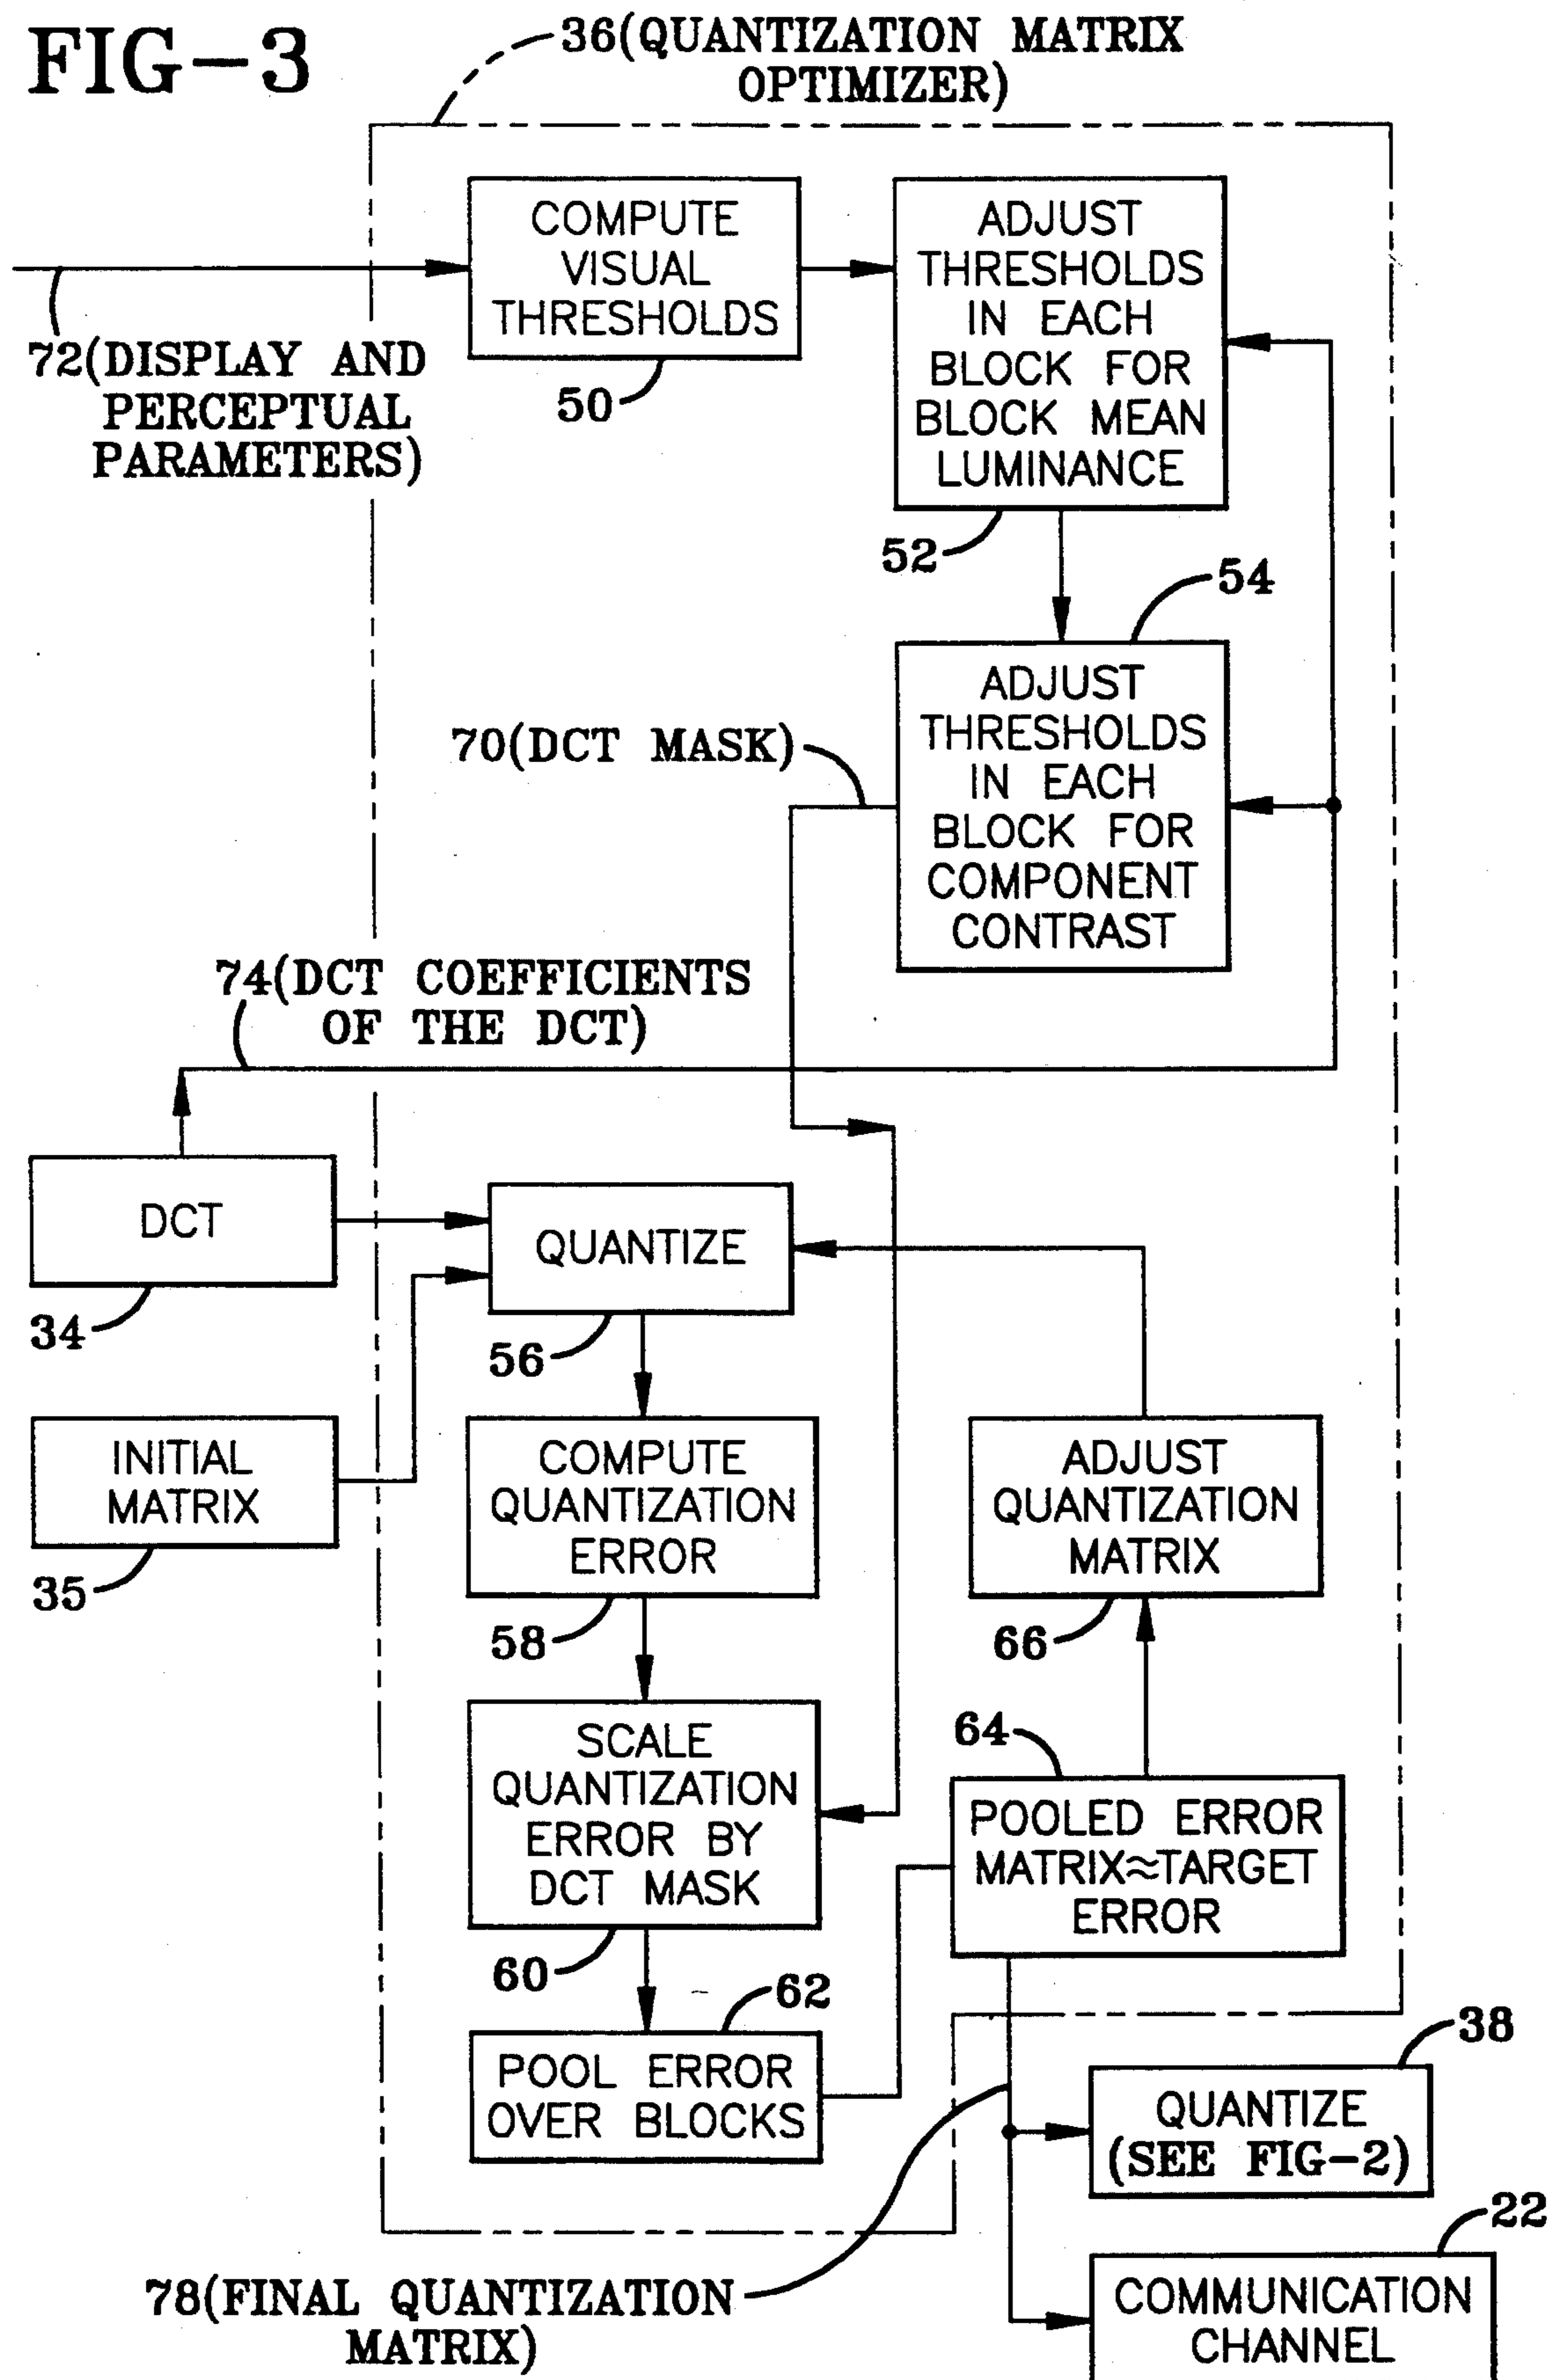 FIG-3
36(QUANTIZATION MATRIX
OPTIMIZER)
COMPUTE
VISUAL
THRESHOLDS
50
ADJUST
THRESHOLDS
IN EACH
BLOCK FOR
BLOCK MEAN
LUMINANCE
52
72(DISPLAY AND
PERCEPTUAL
PARAMETERS)
54
ADJUST
THRESHOLDS
IN EACH
BLOCK FOR
COMPONENT
CONTRAST
70(DCT MASK)
74(DCT COEFFICIENTS
OF THE DCT)
DCT
34
QUANTIZE
56
INITIAL
MATRIX
35
COMPUTE
QUANTIZATION
ERROR
58
ADJUST
QUANTIZATION
MATRIX
66
SCALE
QUANTIZATION
ERROR BY
DCT MASK
60
64
POOLED ERROR
MATRIX≈TARGET
ERROR
62
POOL ERROR
OVER BLOCKS
38
QUANTIZE
(SEE FIG-2)
22
COMMUNICATION
CHANNEL
78(FINAL QUANTIZATION
MATRIX)